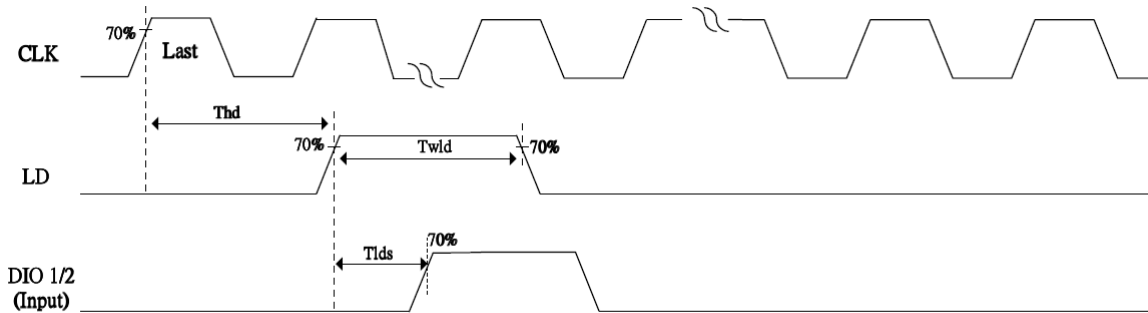 70%
CLK
Last
Thd
70%
Twld
70%
LD
70%
Tlds
DIO 1/2
(Input)